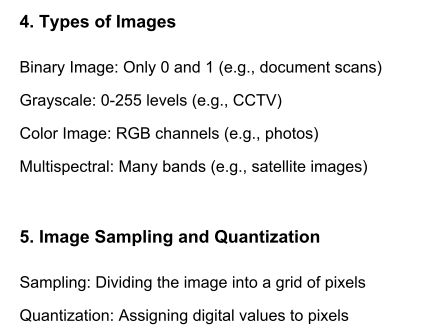 4. Types of Images
Binary Image: Only 0 and 1 (e.g., document scans)
Grayscale: 0-255 levels (e.g., CCTV)
Color Image: RGB channels (e.g., photos)
Multispectral: Many bands (e.g., satellite images)
5. Image Sampling and Quantization
Sampling: Dividing the image into a grid of pixels
Quantization: Assigning digital values to pixels